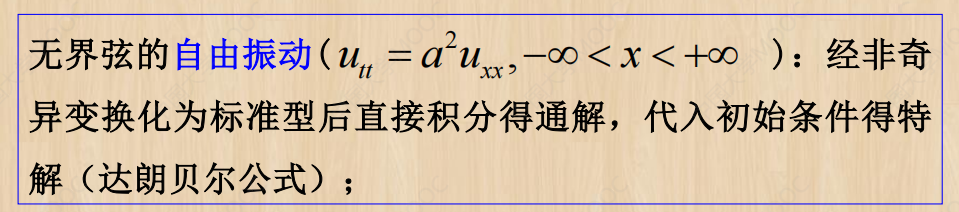 无界弦的自由振动(u_tt = a²u_xx, −∞ < x < +∞ )：经非奇
异变换化为标准型后直接积分得通解，代入初始条件得特
解（达朗贝尔公式）；